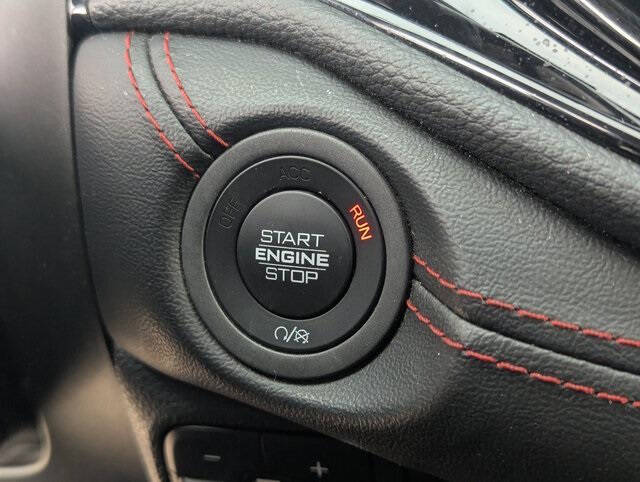 ACC
OFF
RUN
START
ENGINE
STOP
- +